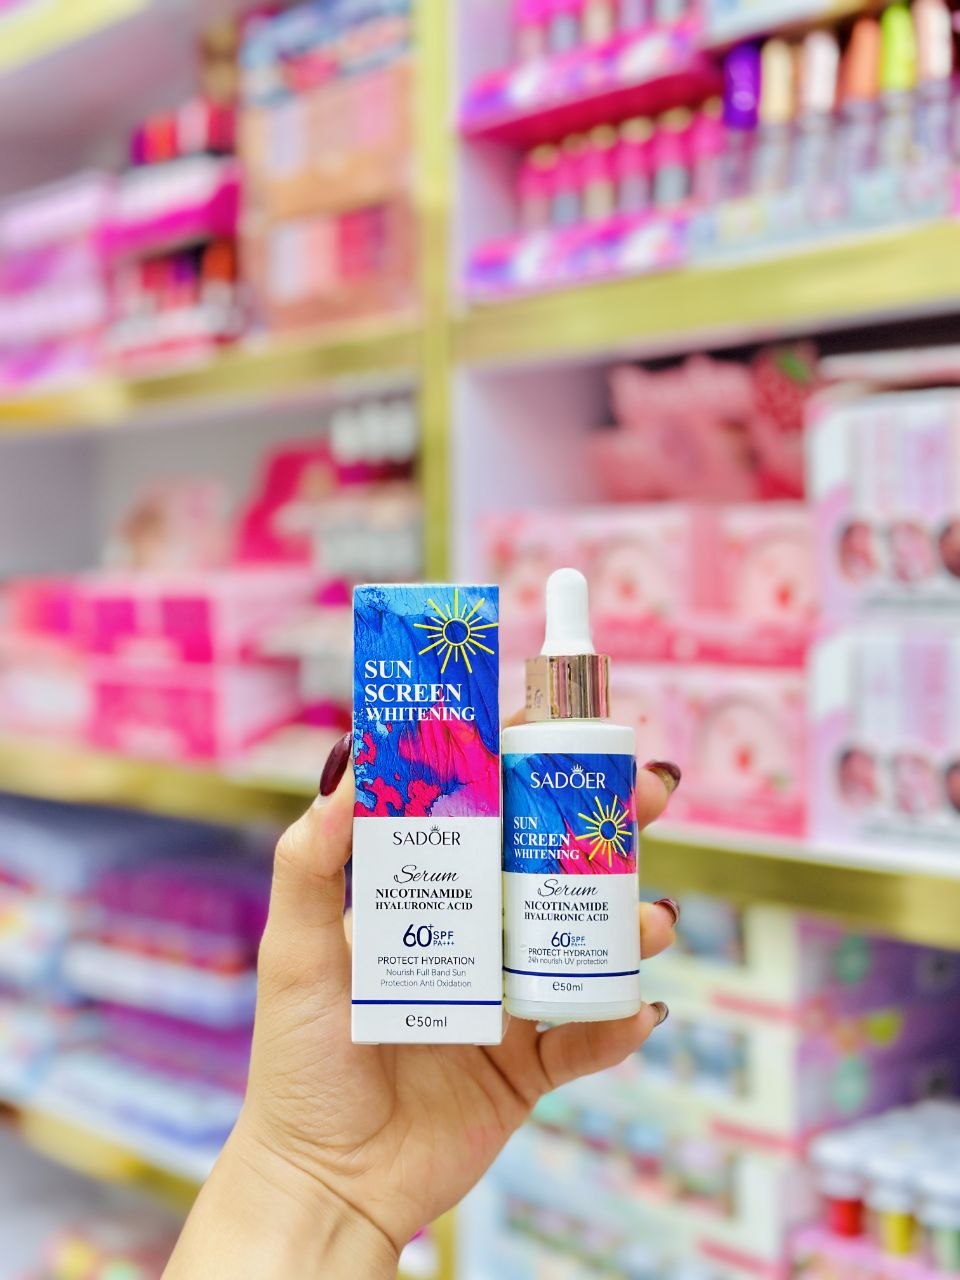 SUN
SCREEN
WHITENING
SADOER
Serum
NICOTINAMIDE
HYALURONIC ACID
60+ SPF
PA+++
PROTECT HYDRATION
Nourish Full Band Sun
Protection Anti Oxidation
℮50ml
SADOER
SUN
SCREEN
WHITENING
Serum
NICOTINAMIDE
HYALURONIC ACID
60+ SPF
PA+++
PROTECT HYDRATION
24h nourish UV protection
℮50ml